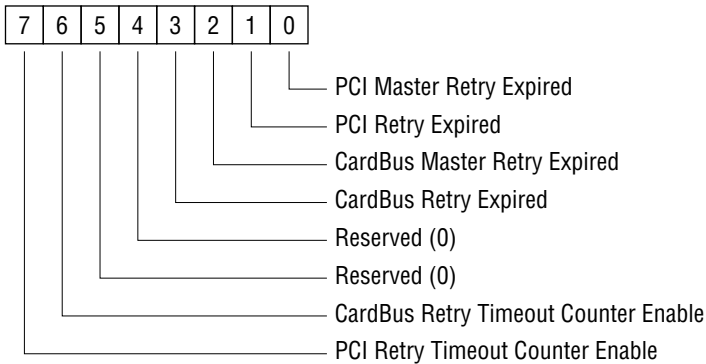 7 6 5 4 3 2 1 0
PCI Master Retry Expired
PCI Retry Expired
CardBus Master Retry Expired
CardBus Retry Expired
Reserved (0)
Reserved (0)
CardBus Retry Timeout Counter Enable
PCI Retry Timeout Counter Enable